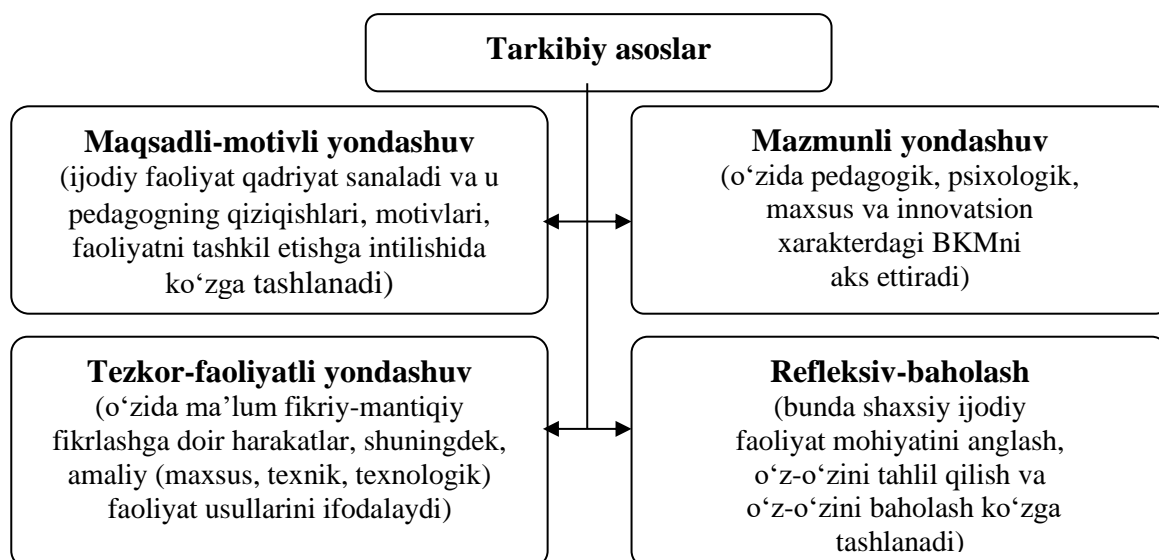 Tarkibiy asoslar
Maqsadli-motivli yondashuv
(ijodiy faoliyat qadriyat sanaladi va u
pedagogning qiziqishlari, motivlari,
faoliyatni tashkil etishga intilishida
ko‘zga tashlanadi)
Mazmunli yondashuv
(o‘zida pedagogik, psixologik,
maxsus va innovatsion
xarakterdagi BKMni
aks ettiradi)
Tezkor-faoliyatli yondashuv
(o‘zida ma’lum fikriy-mantiqiy
fikrlashga doir harakatlar, shuningdek,
amaliy (maxsus, texnik, texnologik)
faoliyat usullarini ifodalaydi)
Refleksiv-baholash
(bunda shaxsiy ijodiy
faoliyat mohiyatini anglash,
o‘z-o‘zini tahlil qilish va
o‘z-o‘zini baholash ko‘zga
tashlanadi)